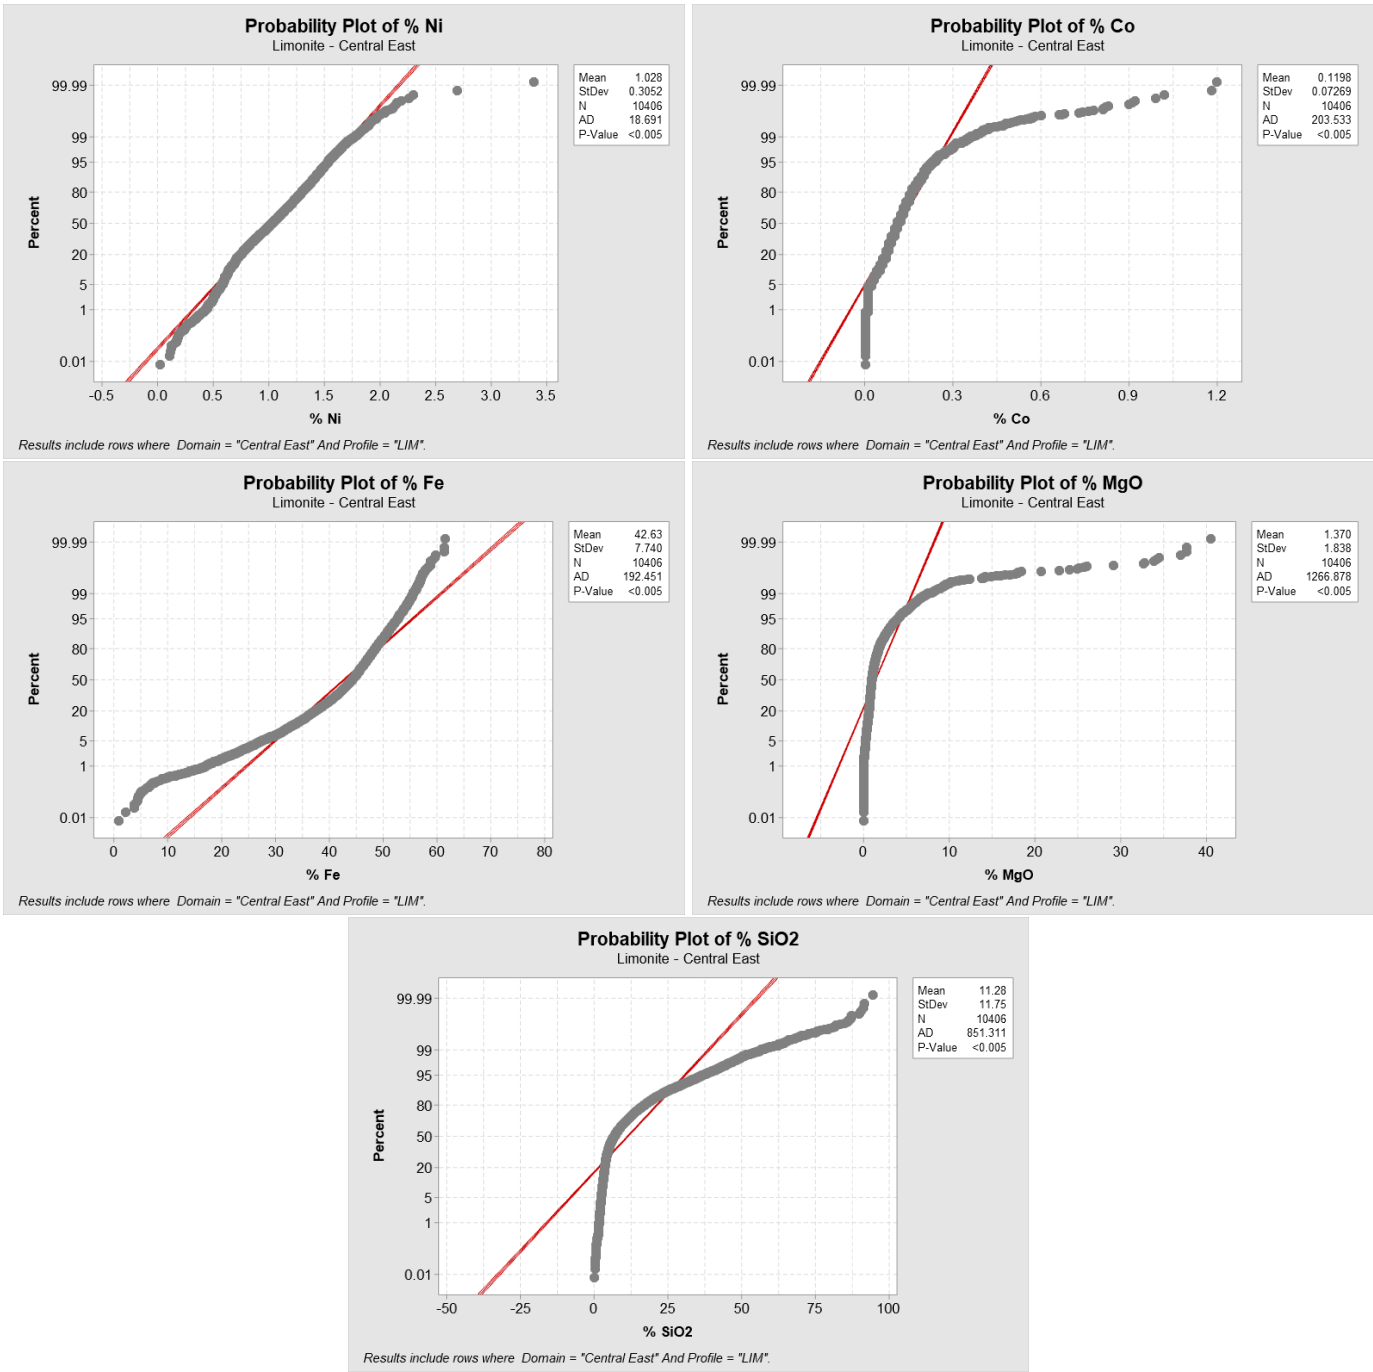 Probability Plot of % Ni
Limonite - Central East
99.99
99
95
80
50
20
5
1
0.01
Percent
-0.5 0.0 0.5 1.0 1.5 2.0 2.5 3.0 3.5
% Ni
Mean 1.028
StDev 0.3052
N 10406
AD 18.691
P-Value <0.005
Results include rows where Domain = "Central East" And Profile = "LIM".
Probability Plot of % Co
Limonite - Central East
99.99
99
95
80
50
20
5
1
0.01
Percent
0.0 0.3 0.6 0.9 1.2
% Co
Mean 0.1198
StDev 0.07269
N 10406
AD 203.533
P-Value <0.005
Results include rows where Domain = "Central East" And Profile = "LIM".
Probability Plot of % Fe
Limonite - Central East
99.99
99
95
80
50
20
5
1
0.01
Percent
0 10 20 30 40 50 60 70 80
% Fe
Mean 42.63
StDev 7.740
N 10406
AD 192.451
P-Value <0.005
Results include rows where Domain = "Central East" And Profile = "LIM".
Probability Plot of % MgO
Limonite - Central East
99.99
99
95
80
50
20
5
1
0.01
Percent
0 10 20 30 40
% MgO
Mean 1.370
StDev 1.838
N 10406
AD 1266.878
P-Value <0.005
Results include rows where Domain = "Central East" And Profile = "LIM".
Probability Plot of % SiO2
Limonite - Central East
99.99
99
95
80
50
20
5
1
0.01
Percent
-50 -25 0 25 50 75 100
% SiO2
Mean 11.28
StDev 11.75
N 10406
AD 851.311
P-Value <0.005
Results include rows where Domain = "Central East" And Profile = "LIM".